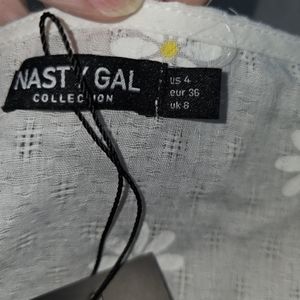 NASTY GAL
COLLECTION
us 4
eur 36
uk 8